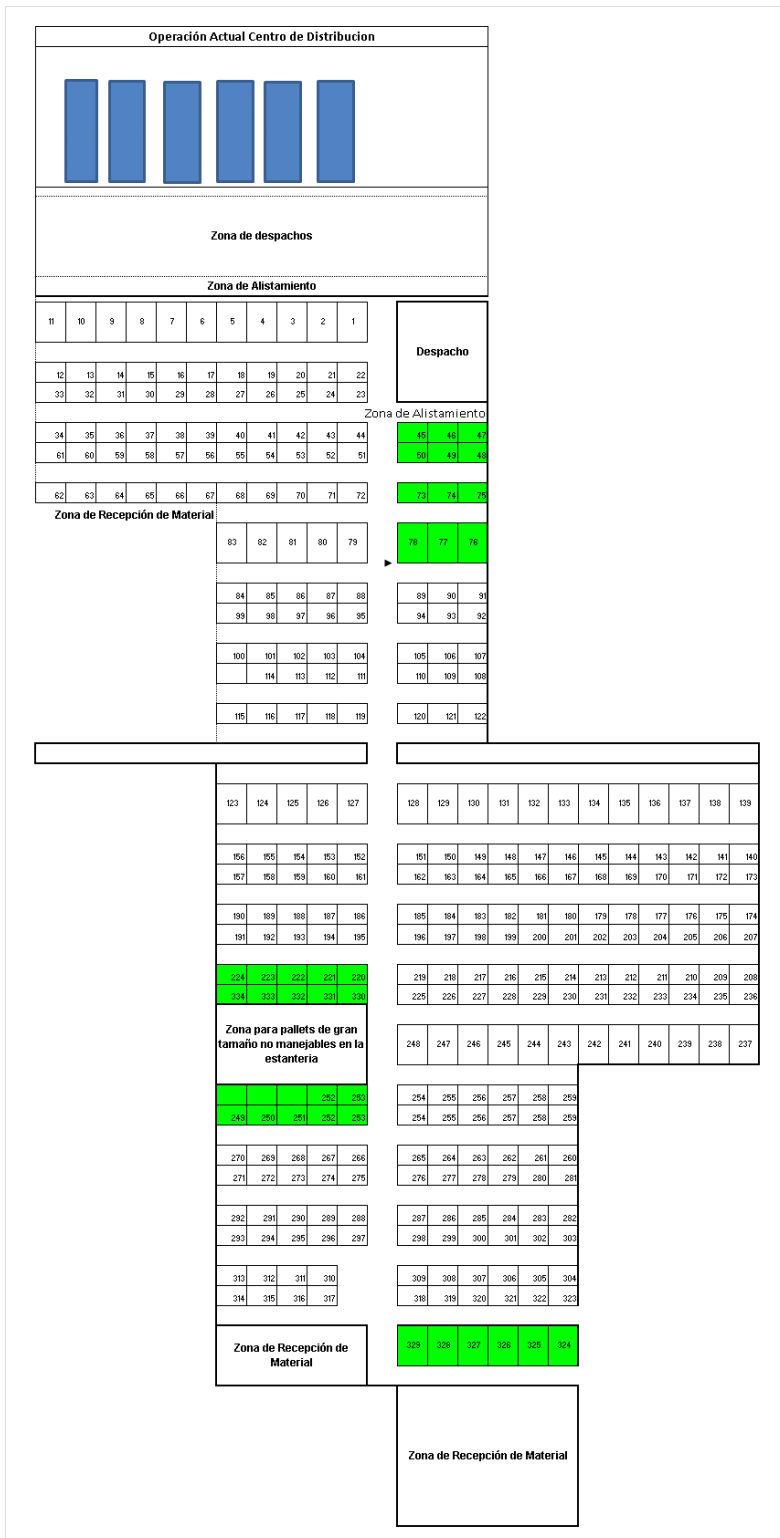 Operación Actual Centro de Distribucion
Zona de despachos
Zona de Alistamiento
11 10 9 8 7 6 5 4 3 2 1
Despacho
12 13 14 15 16 17 18 19 20 21 22
33 32 31 30 29 28 27 26 25 24 23
Zona de Alistamiento
34 35 36 37 38 39 40 41 42 43 44 45 46 47
61 60 59 58 57 56 55 54 53 52 51 50 49 48
62 63 64 65 66 67 68 69 70 71 72 73 74 75
Zona de Recepción de Material
83 82 81 80 79 78 77 76
84 85 86 87 88 89 90 91
99 98 97 96 95 94 93 92
100 101 102 103 104 105 106 107
114 113 112 111 110 109 108
115 116 117 118 119 120 121 122
123 124 125 126 127 128 129 130 131 132 133 134 135 136 137 138 139
156 155 154 153 152 151 150 149 148 147 146 145 144 143 142 141 140
157 158 159 160 161 162 163 164 165 166 167 168 169 170 171 172 173
190 189 188 187 186 185 184 183 182 181 180 179 178 177 176 175 174
191 192 193 194 195 196 197 198 199 200 201 202 203 204 205 206 207
224 223 222 221 220 219 218 217 216 215 214 213 212 211 210 209 208
334 333 332 331 330 225 226 227 228 229 230 231 232 233 234 235 236
Zona para pallets de gran
tamaño no manejables en la
estanteria
248 247 246 245 244 243 242 241 240 239 238 237
252 253 254 255 256 257 258 259
249 250 251 252 253 254 255 256 257 258 259
270 269 268 267 266 265 264 263 262 261 260
271 272 273 274 275 276 277 278 279 280 281
292 291 290 289 288 287 286 285 284 283 282
293 294 295 296 297 298 299 300 301 302 303
313 312 311 310 309 308 307 306 305 304
314 315 316 317 318 319 320 321 322 323
Zona de Recepción de
Material
329 328 327 326 325 324
Zona de Recepción de Material